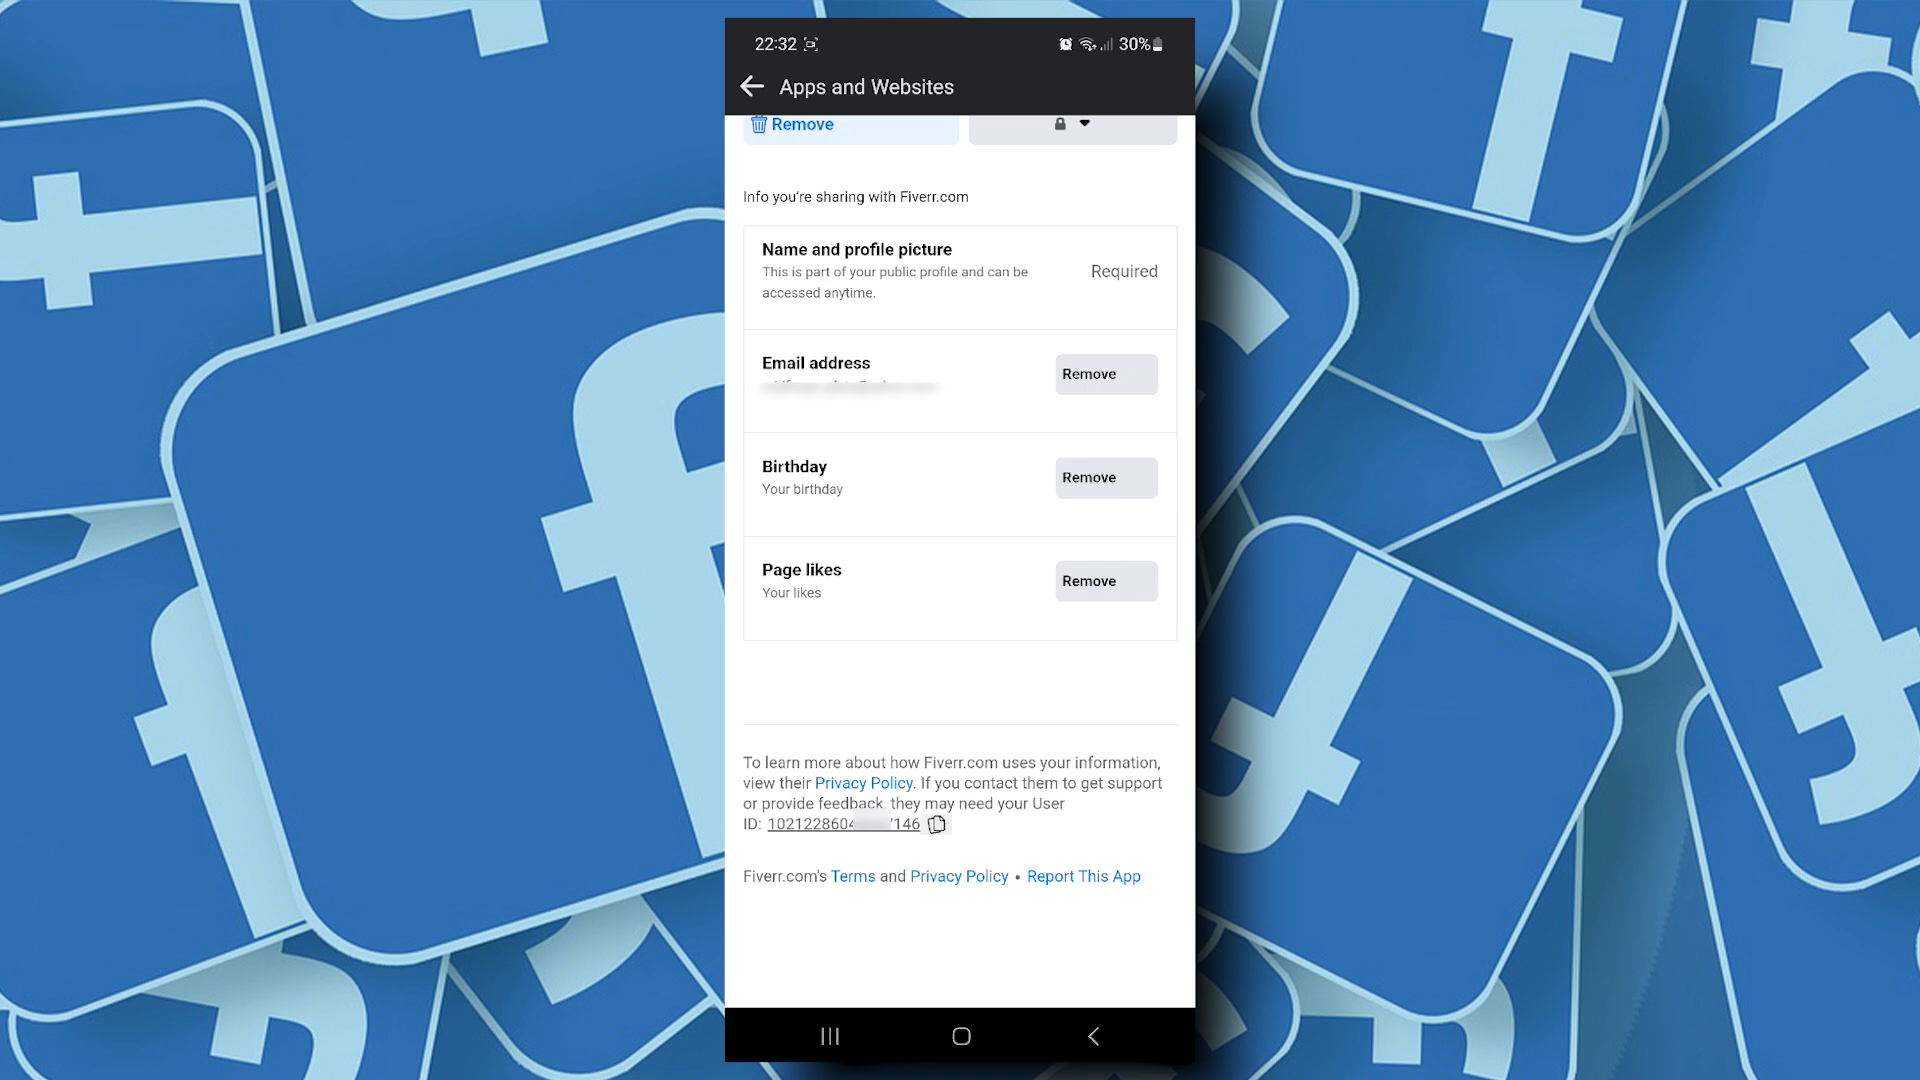 22:32 30%
Apps and Websites
Remove
Info you're sharing with Fiverr.com
Name and profile picture
This is part of your public profile and can be
accessed anytime.
Required
Email address
Remove
Birthday
Your birthday
Remove
Page likes
Your likes
Remove
To learn more about how Fiverr.com uses your information,
view their Privacy Policy. If you contact them to get support
or provide feedback, they may need your User
ID: 102122860 146
Fiverr.com's Terms and Privacy Policy • Report This App